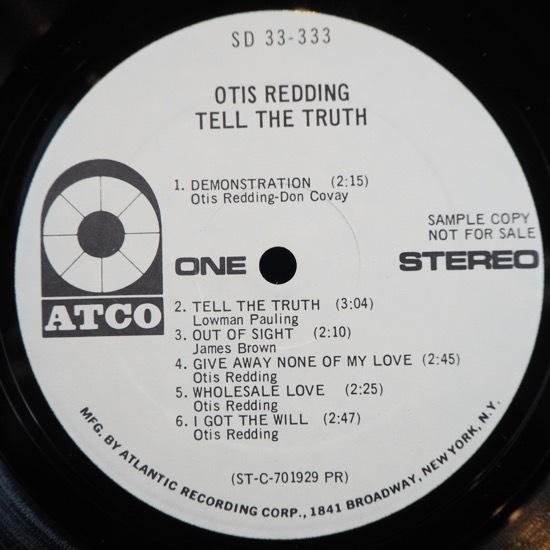 SD 33-333
OTIS REDDING
TELL THE TRUTH
1. DEMONSTRATION (2:15)
Otis Redding-Don Covay
SAMPLE COPY
NOT FOR SALE
ONE
STEREO
ATCO
2. TELL THE TRUTH (3:04)
Lowman Pauling
3. OUT OF SIGHT (2:10)
James Brown
4. GIVE AWAY NONE OF MY LOVE (2:45)
Otis Redding
5. WHOLESALE LOVE (2:25)
Otis Redding
6. I GOT THE WILL (2:47)
Otis Redding
(ST-C-701929 PR)
MFG. BY ATLANTIC RECORDING CORP., 1841 BROADWAY, NEW YORK, N.Y.